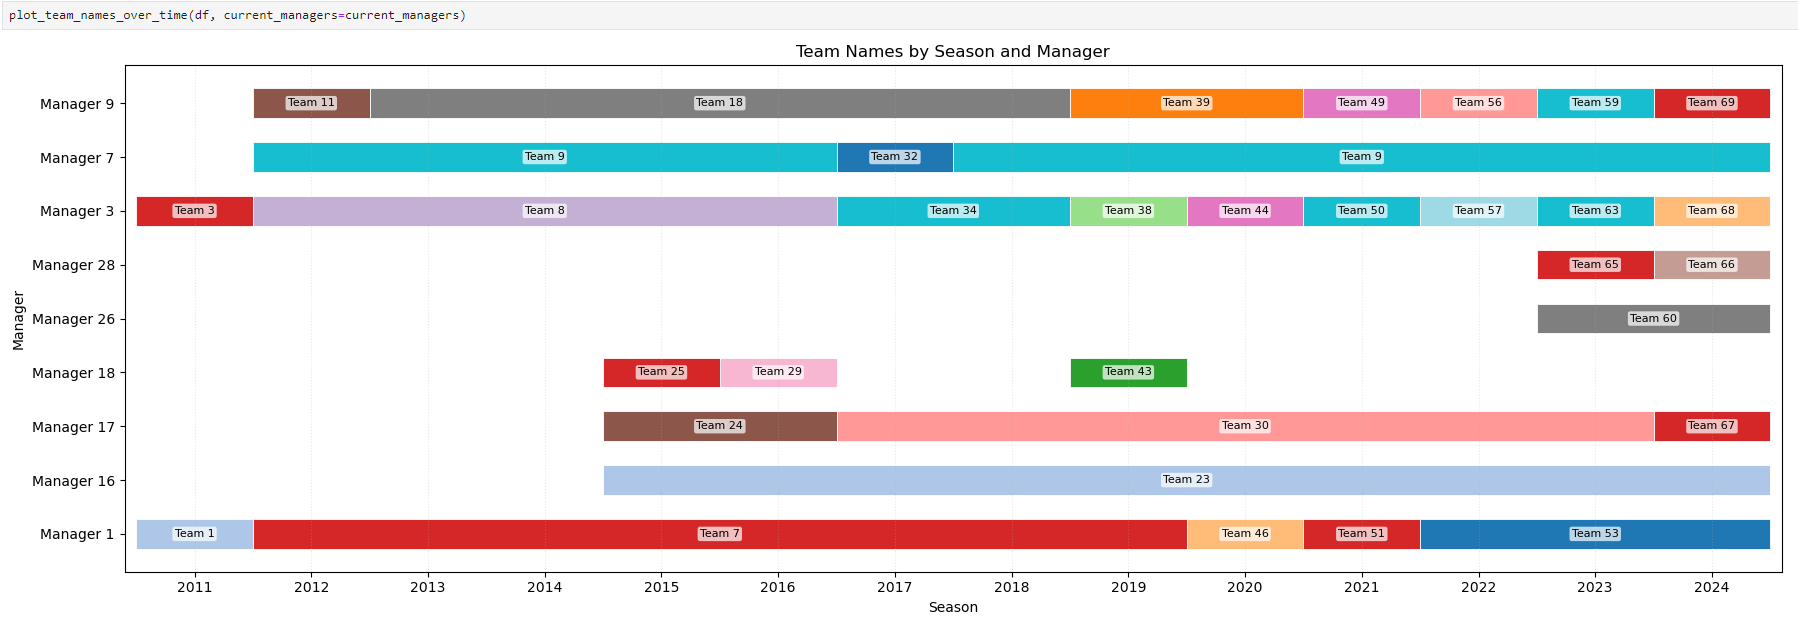 plot_team_names_over_time(df, current_managers=current_managers)
Team Names by Season and Manager
Manager 9 Team 11 Team 18 Team 39 Team 49 Team 56 Team 59 Team 69
Manager 7 Team 9 Team 32 Team 9
Manager 3 Team 3 Team 8 Team 34 Team 38 Team 44 Team 50 Team 57 Team 63 Team 68
Manager 28 Team 65 Team 66
Manager 26 Team 60
Manager 18 Team 25 Team 29 Team 43
Manager 17 Team 24 Team 30 Team 67
Manager 16 Team 23
Manager 1 Team 1 Team 7 Team 46 Team 51 Team 53
Manager
2011 2012 2013 2014 2015 2016 2017 2018 2019 2020 2021 2022 2023 2024
Season